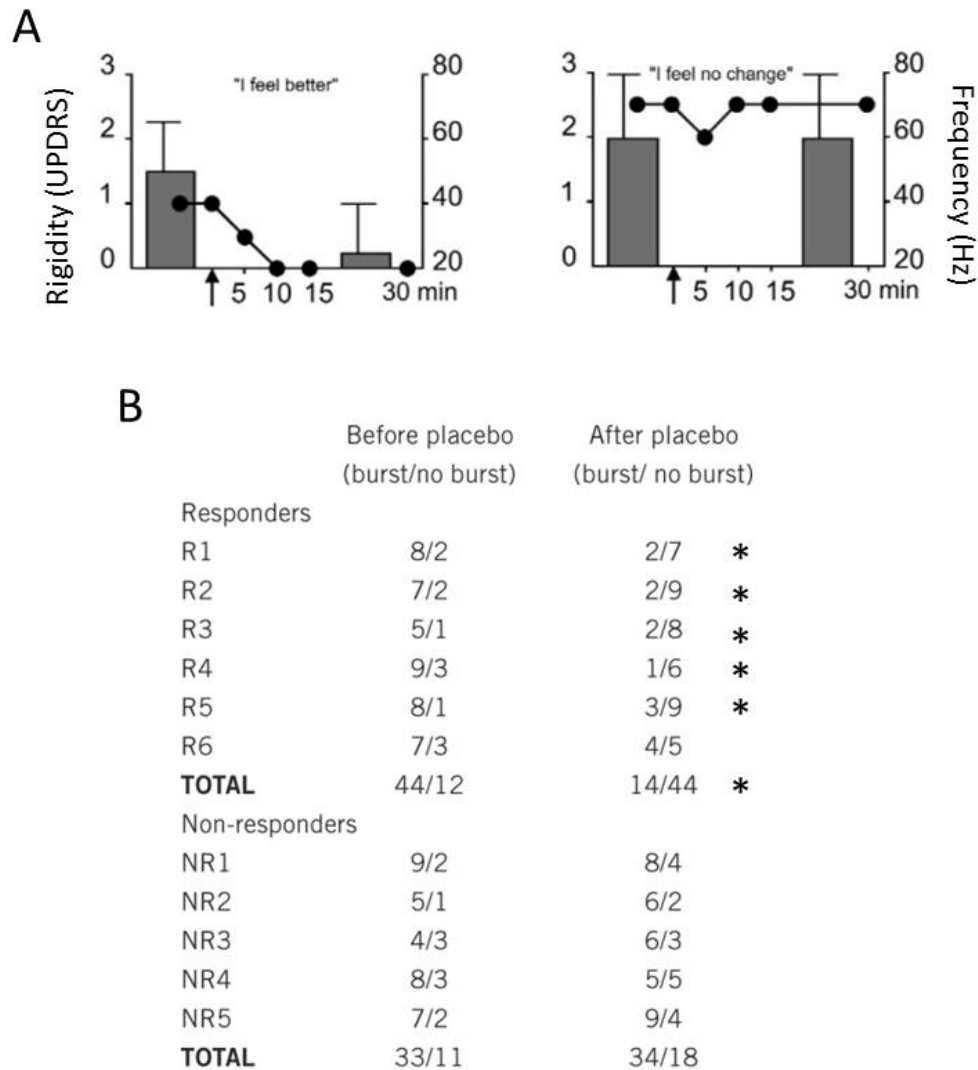 A
Rigidity (UPDRS)
3
2
1
0
"I feel better"
80
60
40
20
5 10 15 30 min
3
2
1
0
"I feel no change"
80
60
40
20
5 10 15 30 min
Frequency (Hz)
B
Before placebo After placebo
(burst/no burst) (burst/ no burst)
Responders
R1 8/2 2/7 *
R2 7/2 2/9 *
R3 5/1 2/8 *
R4 9/3 1/6 *
R5 8/1 3/9 *
R6 7/3 4/5
TOTAL 44/12 14/44 *
Non-responders
NR1 9/2 8/4
NR2 5/1 6/2
NR3 4/3 6/3
NR4 8/3 5/5
NR5 7/2 9/4
TOTAL 33/11 34/18